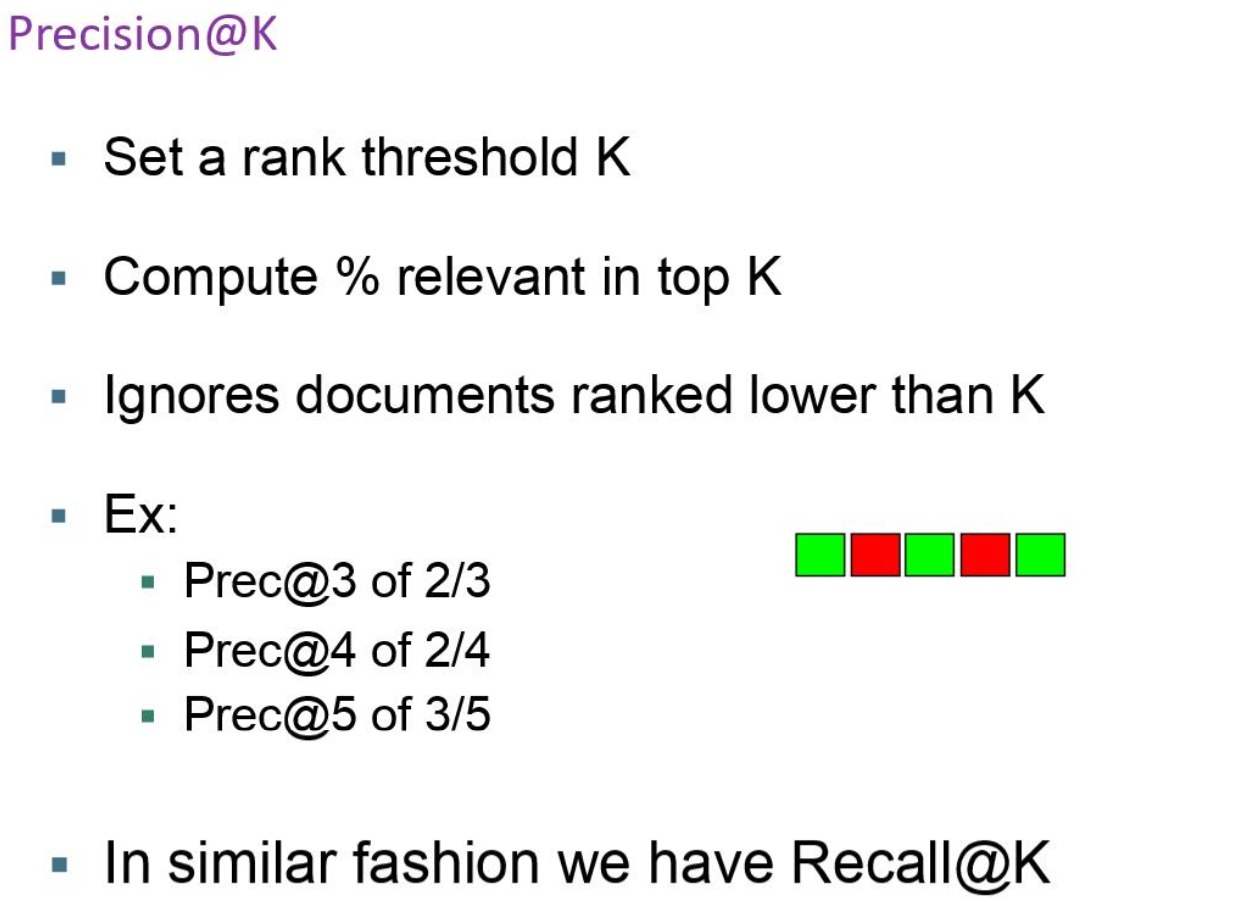 Precision@K
Set a rank threshold K
Compute % relevant in top K
Ignores documents ranked lower than K
Ex:
Prec@3 of 2/3
Prec@4 of 2/4
Prec@5 of 3/5
In similar fashion we have Recall@K